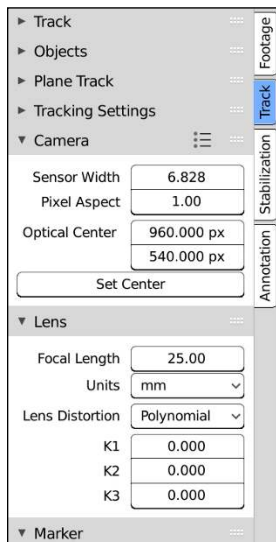 Track
Objects
Plane Track
Tracking Settings
Camera
Sensor Width 6.828
Pixel Aspect 1.00
Optical Center 960.000 px
540.000 px
Set Center
Lens
Focal Length 25.00
Units mm
Lens Distortion Polynomial
K1 0.000
K2 0.000
K3 0.000
Marker
Footage
Track
Stabilization
Annotation